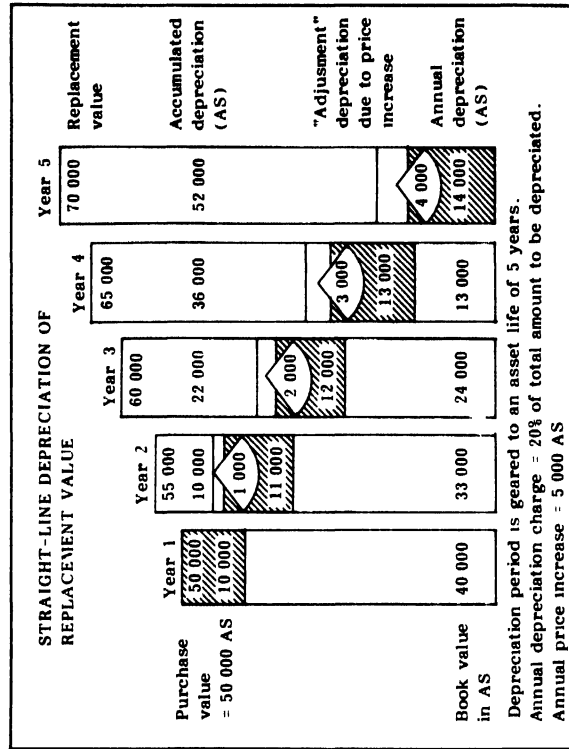 STRAIGHT-LINE DEPRECIATION OF
REPLACEMENT VALUE
Year 1
Year 2
Year 3
Year 4
Year 5
Purchase
value
= 50 000 AS
50 000
10 000
55 000
10 000
1 000
11 000
60 000
22 000
2 000
12 000
65 000
36 000
3 000
13 000
70 000
52 000
4 000
14 000
Replacement
value
Accumulated
depreciation
(AS)
"Adjusment"
depreciation
due to price
increase
Annual
depreciation
(AS)
Book value
in AS
40 000
33 000
24 000
13 000
Depreciation period is geared to an asset life of 5 years.
Annual depreciation charge = 20% of total amount to be depreciated.
Annual price increase = 5 000 AS